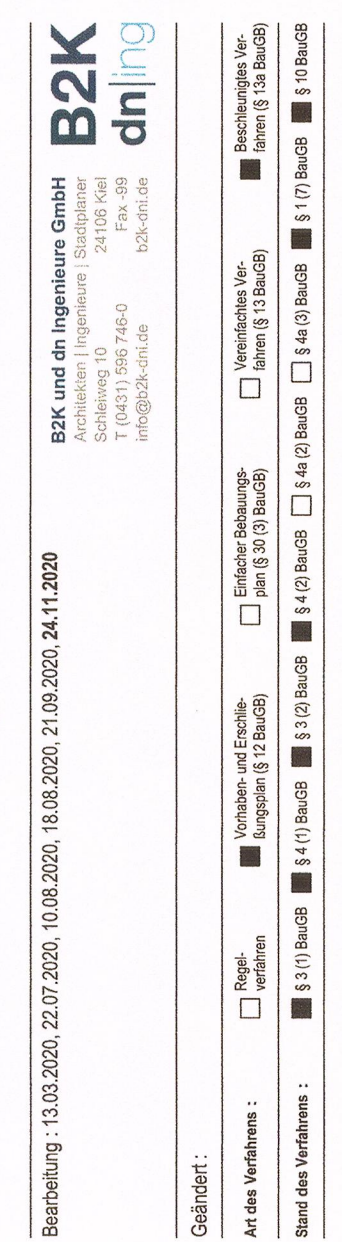 Bearbeitung : 13.03.2020, 22.07.2020, 10.08.2020, 18.08.2020, 21.09.2020, 24.11.2020
B2K und dn Ingenieure GmbH
Architekten | Ingenieure | Stadtplaner
Schleiweg 10 24106 Kiel
T (0431) 596 746-0 Fax -99
info@b2k-dni.de b2k-dni.de
B2K
dn|ing
Geändert :
Art des Verfahrens :
Regel-
verfahren
Vorhaben- und Erschlie-
ßungsplan (§ 12 BauGB)
Einfacher Bebauungs-
plan (§ 30 (3) BauGB)
Vereinfachtes Ver-
fahren (§ 13 BauGB)
Beschleunigtes Ver-
fahren (§ 13a BauGB)
Stand des Verfahrens : § 3 (1) BauGB § 4 (1) BauGB § 3 (2) BauGB § 4 (2) BauGB § 4a (2) BauGB § 4a (3) BauGB § 1 (7) BauGB § 10 BauGB